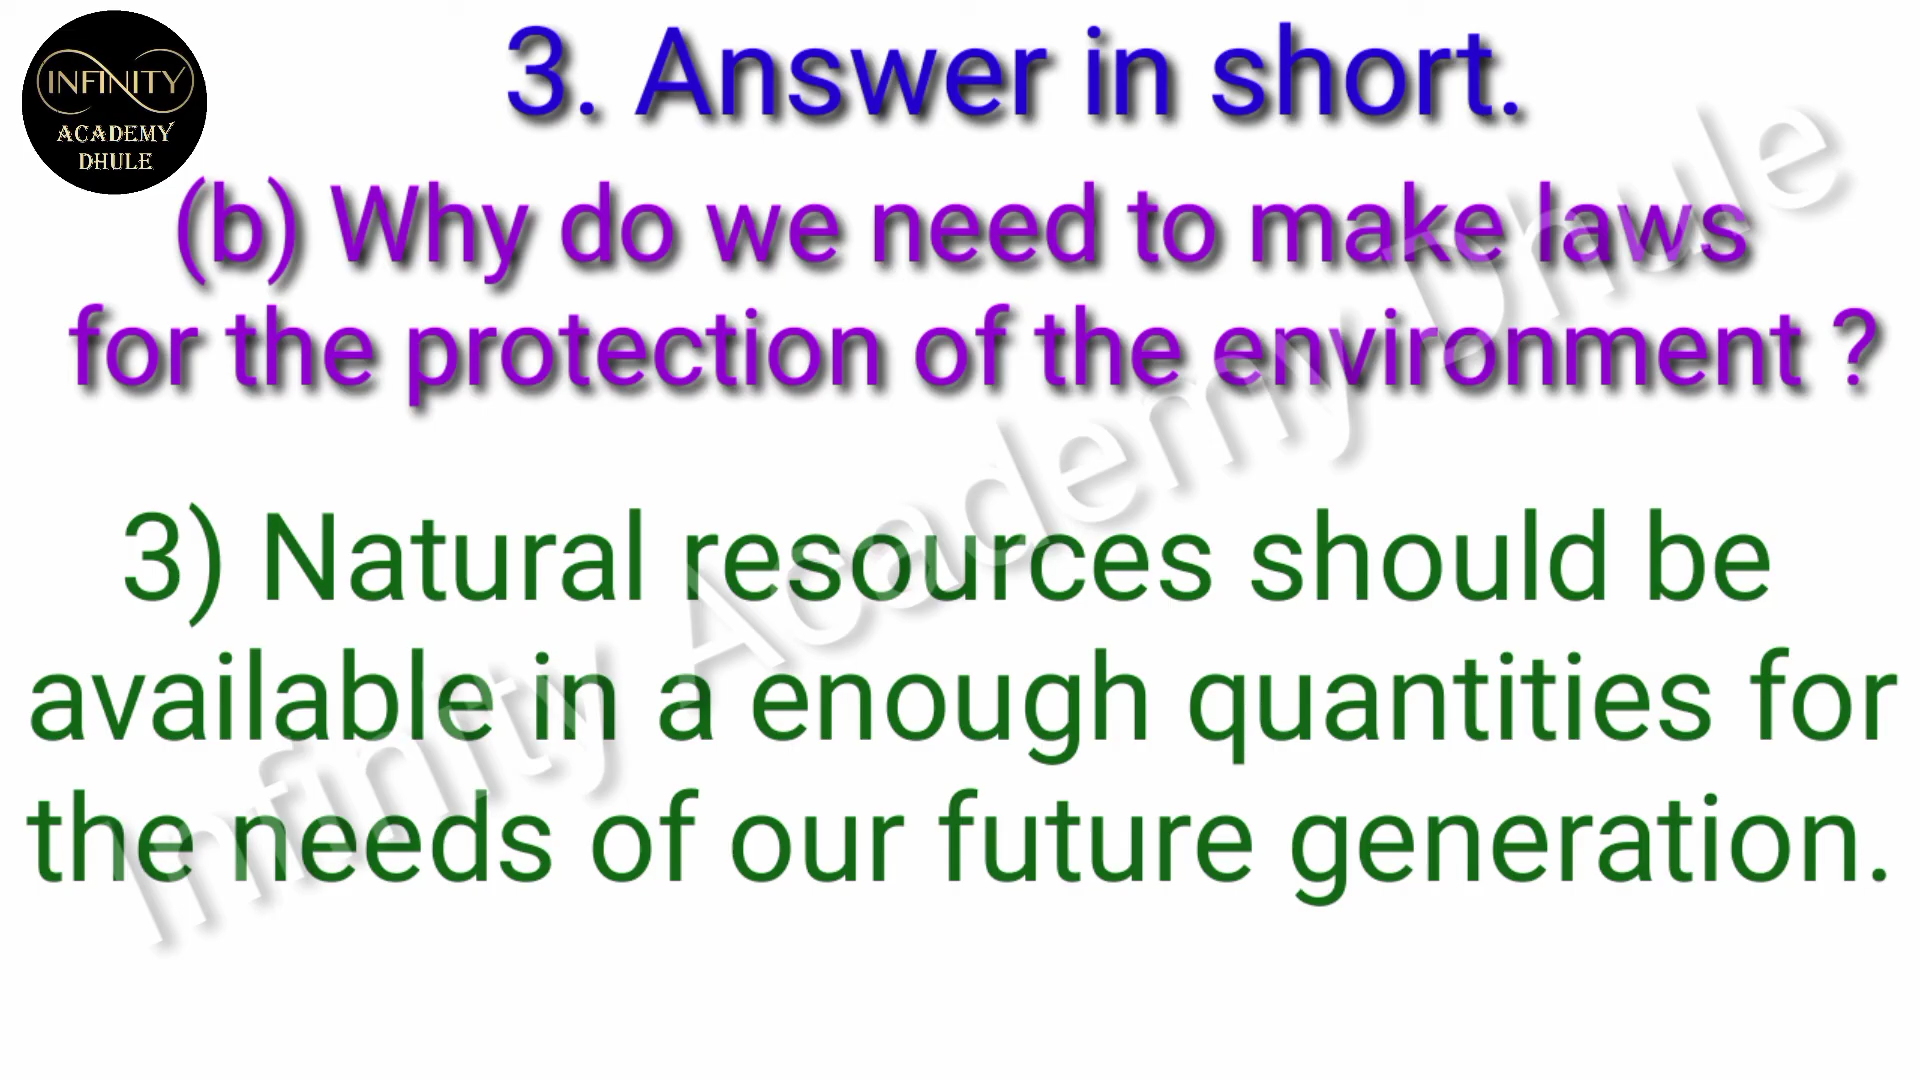 INFINITY
ACADEMY
DHULE
3. Answer in short.
(b) Why do we need to make laws
for the protection of the environment ?
3) Natural resources should be
available in a enough quantities for
the needs of our future generation.
Infinity Academy Dhule